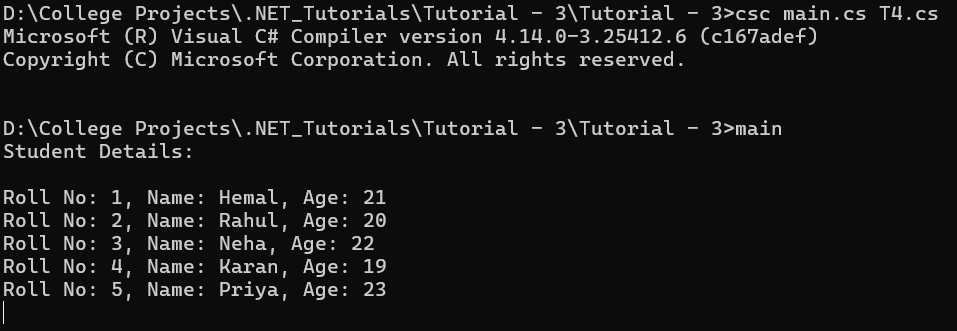 D:\College Projects\.NET_Tutorials\Tutorial - 3\Tutorial - 3>csc main.cs T4.cs
Microsoft (R) Visual C# Compiler version 4.14.0-3.25412.6 (c167adef)
Copyright (C) Microsoft Corporation. All rights reserved.
D:\College Projects\.NET_Tutorials\Tutorial - 3\Tutorial - 3>main
Student Details:
Roll No: 1, Name: Hemal, Age: 21
Roll No: 2, Name: Rahul, Age: 20
Roll No: 3, Name: Neha, Age: 22
Roll No: 4, Name: Karan, Age: 19
Roll No: 5, Name: Priya, Age: 23